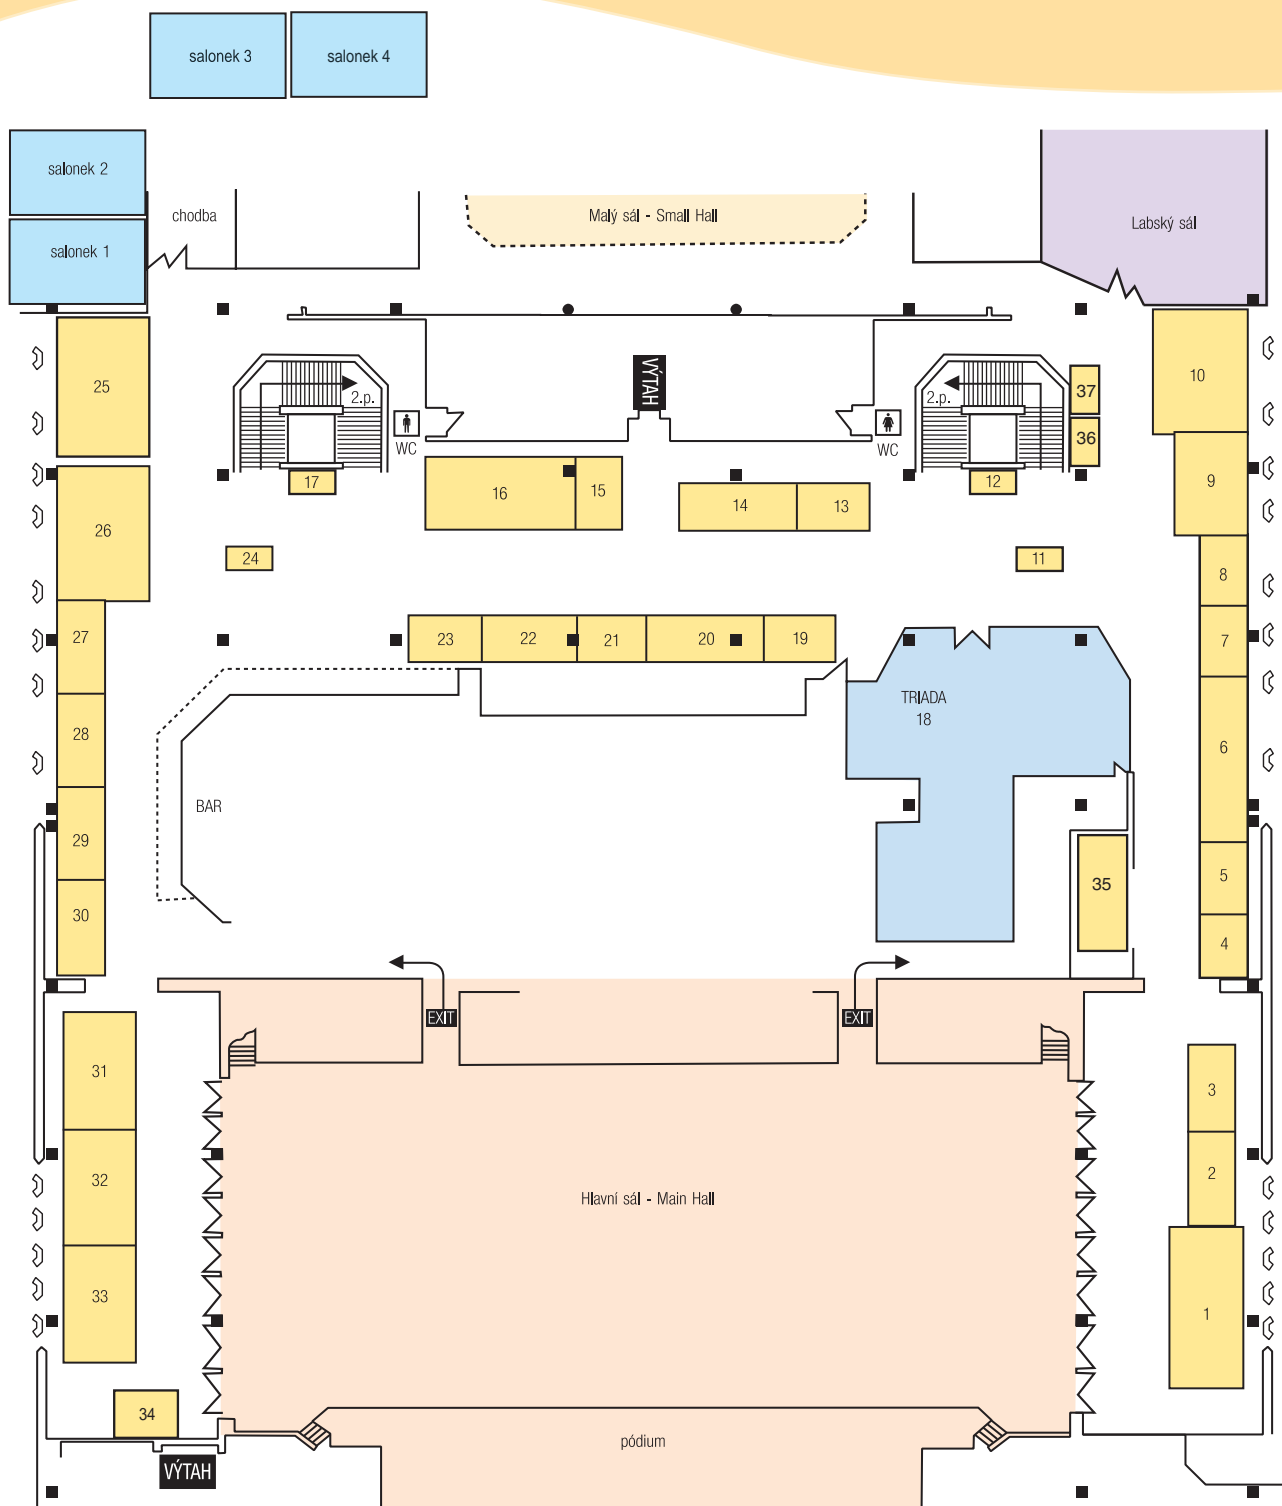 salonek 3
salonek 4
salonek 2
salonek 1
chodba
Malý sál - Small Hall
Labský sál
25
2.p.
WC
VÝTAH
2.p.
WC
37
36
10
9
17
16
15
14
13
12
26
24
11
8
27
23
22
21
20
19
7
28
TRIADA
18
6
BAR
29
35
5
30
4
EXIT
EXIT
31
3
32
2
Hlavní sál - Main Hall
33
1
34
pódium
VÝTAH